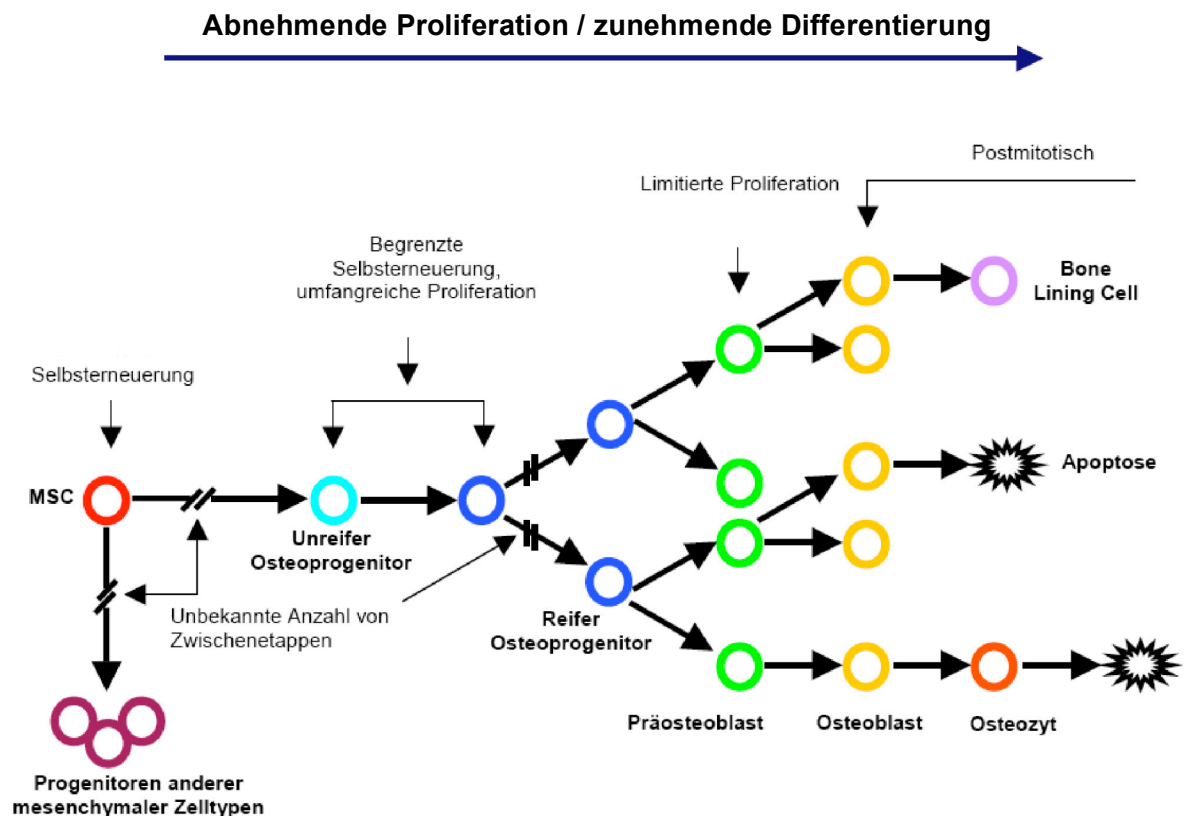 Abnehmende Proliferation / zunehmende Differentierung
Postmitotisch
Limitierte Proliferation
Begrenzte
Selbsterneuerung,
umfangreiche Proliferation
Bone
Lining Cell
Selbsterneuerung
Apoptose
MSC
Unreifer
Osteoprogenitor
Unbekannte Anzahl von
Zwischenetappen
Reifer
Osteoprogenitor
Präosteoblast
Osteoblast
Osteozyt
Progenitoren anderer
mesenchymaler Zelltypen